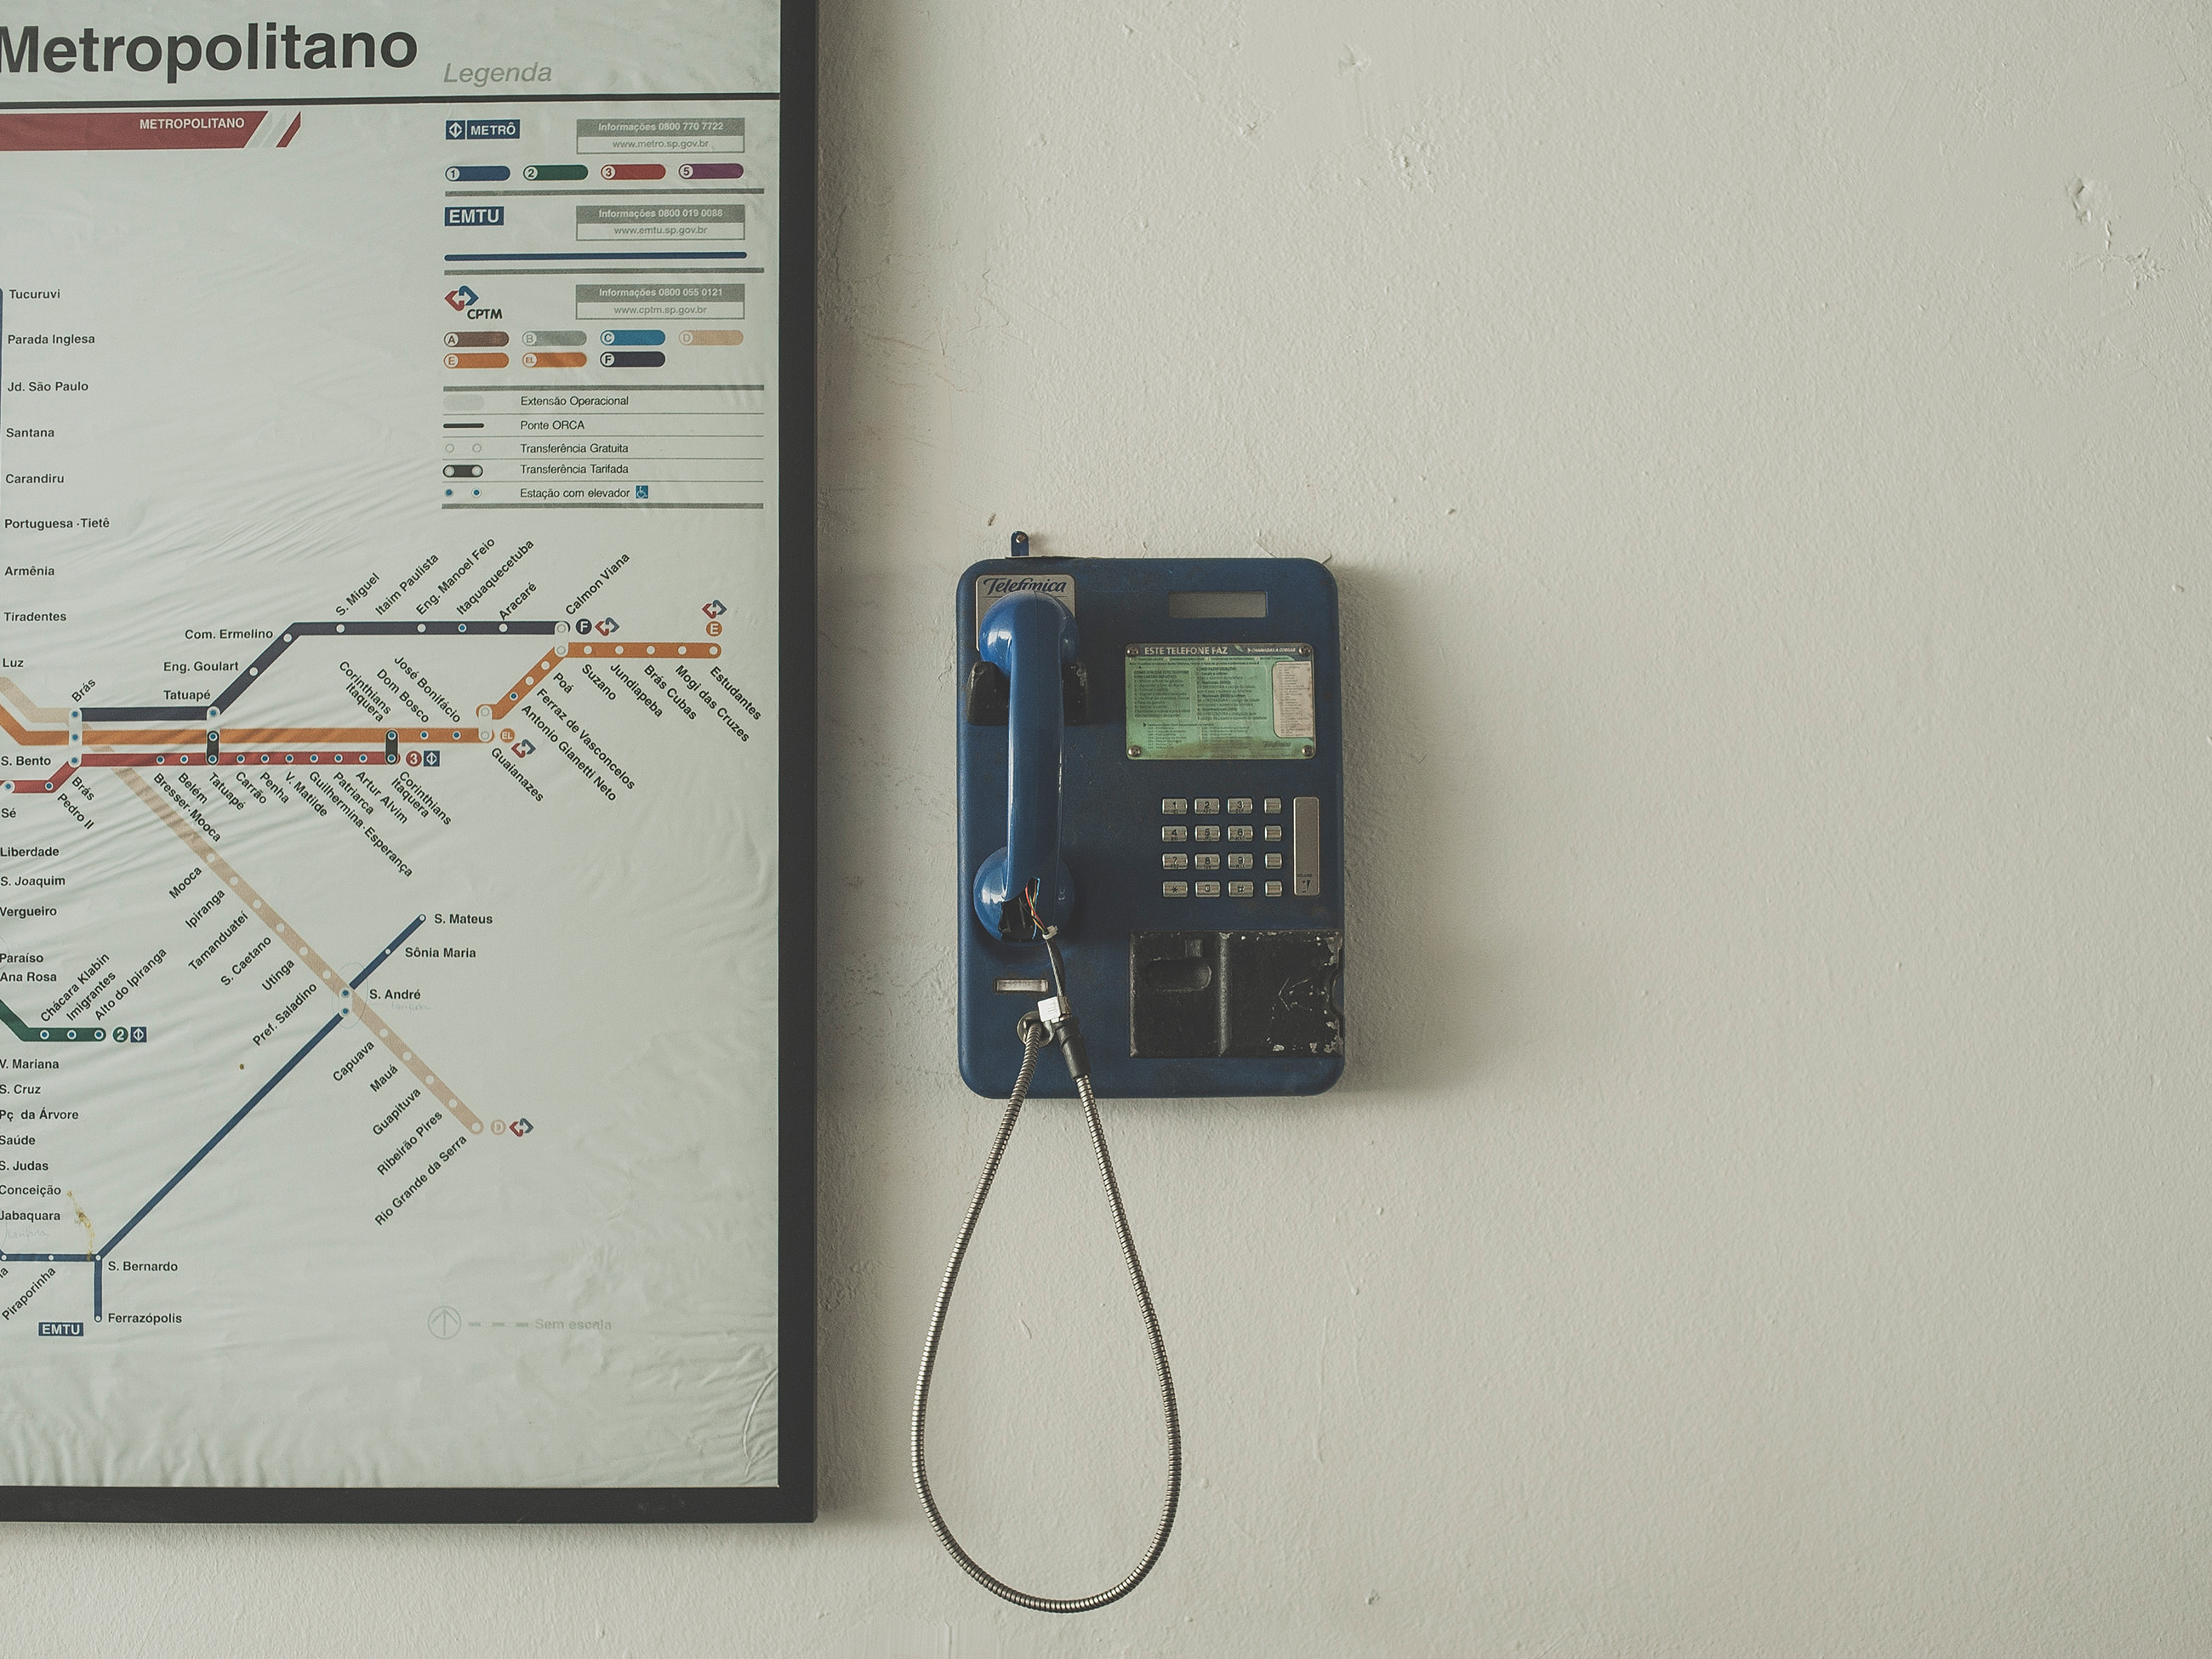 Metropolitano
Legenda
METROPOLITANO
METRÔ
Informações 0800 770 7722
www.metro.sp.gov.br
1 2 3 5
EMTU
Informações 0800 019 0088
www.emtu.sp.gov.br
CPTM
Informações 0800 055 0121
www.cptm.sp.gov.br
A B C D
E EL F
Extensão Operacional
Ponte ORCA
Transferência Gratuita
Transferência Tarifada
Estação com elevador
Tucuruvi
Parada Inglesa
Jd. São Paulo
Santana
Carandiru
Portuguesa-Tietê
Armênia
Tiradentes
Luz
S. Bento
Sé
Liberdade
S. Joaquim
Vergueiro
Paraíso
Ana Rosa
V. Mariana
S. Cruz
Pç da Árvore
Saúde
S. Judas
Conceição
Jabaquara
Brás
Tatuapé
Eng. Goulart
Com. Ermelino
S. Miguel
Itaim Paulista
Eng. Manoel Feio
Itaquaquecetuba
Aracaré
Calmon Viana
F
E
Corinthians
Itaquera
Dom Bosco
José Bonifácio
Guaianazes
EL
Antonio Gianetti Neto
Ferraz de Vasconcelos
Poá
Suzano
Jundiapeba
Brás Cubas
Mogi das Cruzes
Estudantes
Pedro II
Brás
Bresser-Mooca
Belém
Tatuapé
Carrão
Penha
V. Matilde
Guilhermina-Esperança
Patriarca
Artur Alvim
Corinthians
Itaquera
3
Mooca
Ipiranga
Tamanduateí
S. Caetano
Utinga
Pref. Saladino
S. André
Capuava
Mauá
Guapituva
Ribeirão Pires
Rio Grande da Serra
D
S. Mateus
Sônia Maria
Chácara Klabin
Imigrantes
Alto do Ipiranga
2
Piraporinha
S. Bernardo
Ferrazópolis
EMTU
Sem escala
Telefônica
ESTE TELEFONE FAZ
1 2 3
4 5 6
7 8 9
* 0 #